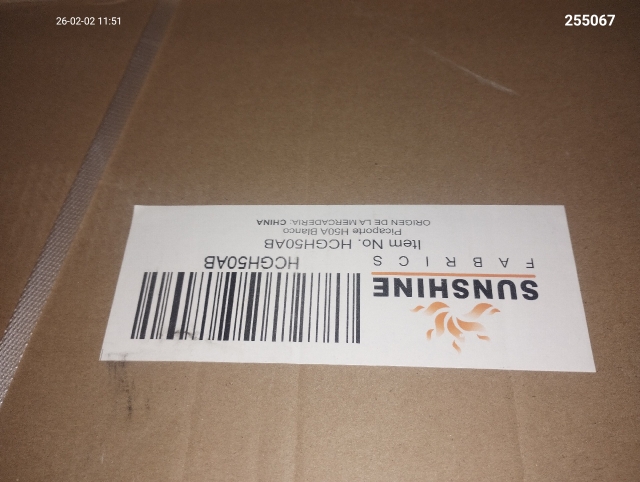 26-02-02 11:51
255067
SUNSHINE
FABRICS
HCGH50AB
Item No. HCGH50AB
Picaporte H50A Blanco
ORIGEN DE LA MERCADERIA: CHINA